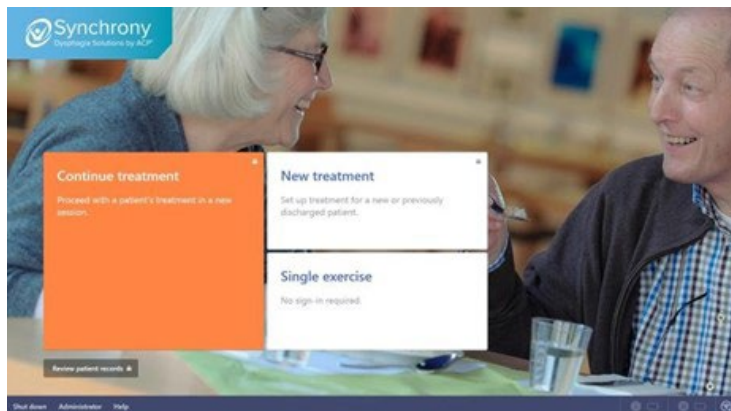 Synchrony
Dysphagia Solutions by ACP®
Continue treatment
Proceed with a patient's treatment in a new
session.
New treatment
Set up treatment for a new or previously
discharged patient.
Single exercise
No sign-in required.
Review patient records
Shut down Administrator Help